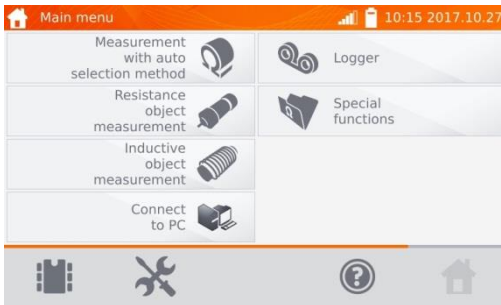 Main menu
10:15 2017.10.27
Measurement
with auto
selection method
Logger
Resistance
object
measurement
Special
functions
Inductive
object
measurement
Connect
to PC